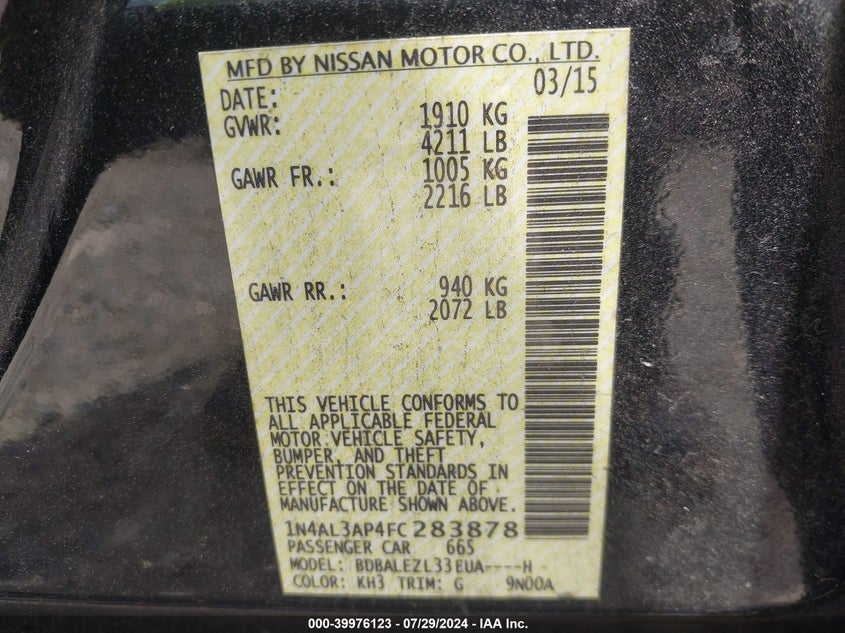 MFD BY NISSAN MOTOR CO., LTD.
DATE: 03/15
GVWR: 1910 KG
4211 LB
GAWR FR.: 1005 KG
2216 LB
GAWR RR.: 940 KG
2072 LB
THIS VEHICLE CONFORMS TO
ALL APPLICABLE FEDERAL
MOTOR VEHICLE SAFETY,
BUMPER, AND THEFT
PREVENTION STANDARDS IN
EFFECT ON THE DATE OF
MANUFACTURE SHOWN ABOVE.
1N4AL3AP4FC283878
PASSENGER CAR 665
MODEL: BDBALEZL33EUA----H
COLOR: KH3 TRIM: G 9N00A
000-39976123 - 07/29/2024 - IAA Inc.